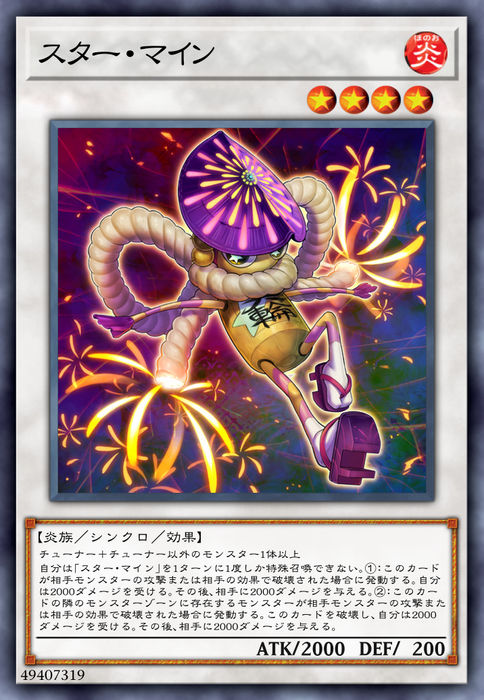 スター・マイン
ほのお
炎
輪
【炎族／シンクロ／効果】
チューナー＋チューナー以外のモンスター1体以上
自分は「スター・マイン」を1ターンに1度しか特殊召喚できない。①：このカード
が相手モンスターの攻撃または相手の効果で破壊された場合に発動する。自分
は2000ダメージを受ける。その後、相手に2000ダメージを与える。②：このカー
ドの隣のモンスターゾーンに存在するモンスターが相手モンスターの攻撃また
は相手の効果で破壊された場合に発動する。このカードを破壊し、自分は2000
ダメージを受ける。その後、相手に2000ダメージを与える。
ATK/2000 DEF/ 200
49407319